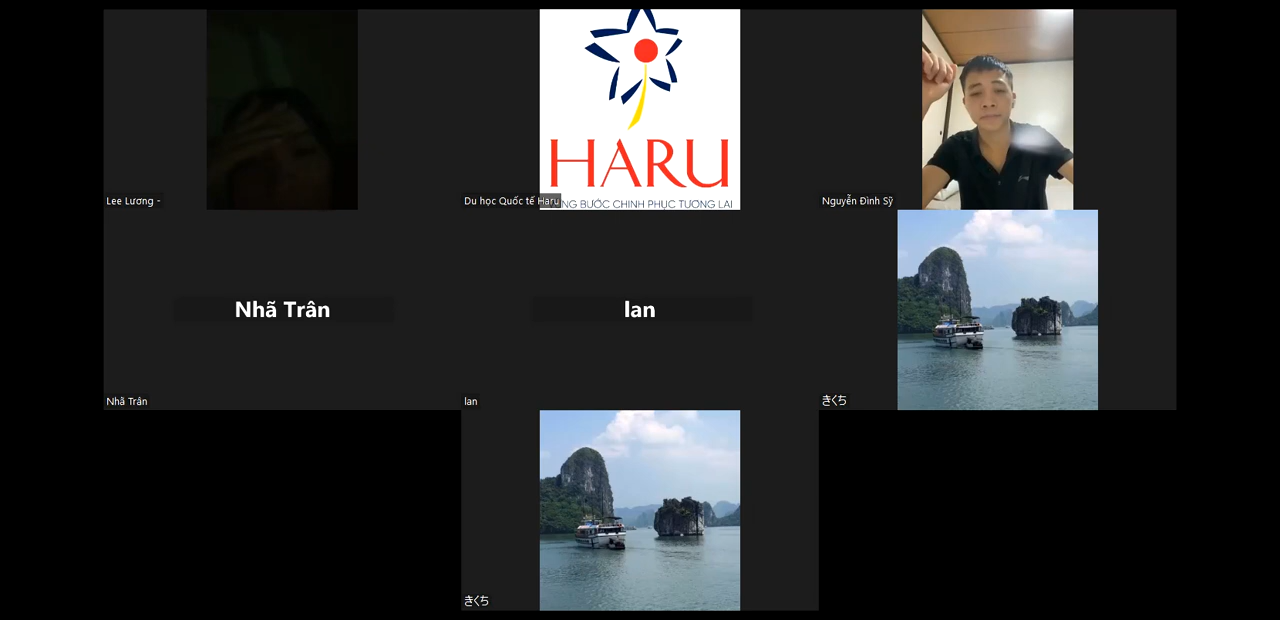 HARU
NG BƯỚC CHINH PHỤC TƯƠNG LAI
Lee Lương -
Du học Quốc tế Haru
Nguyễn Đình Sỹ
Nhã Trân
lan
Nhã Trân
lan
きくち
きくち